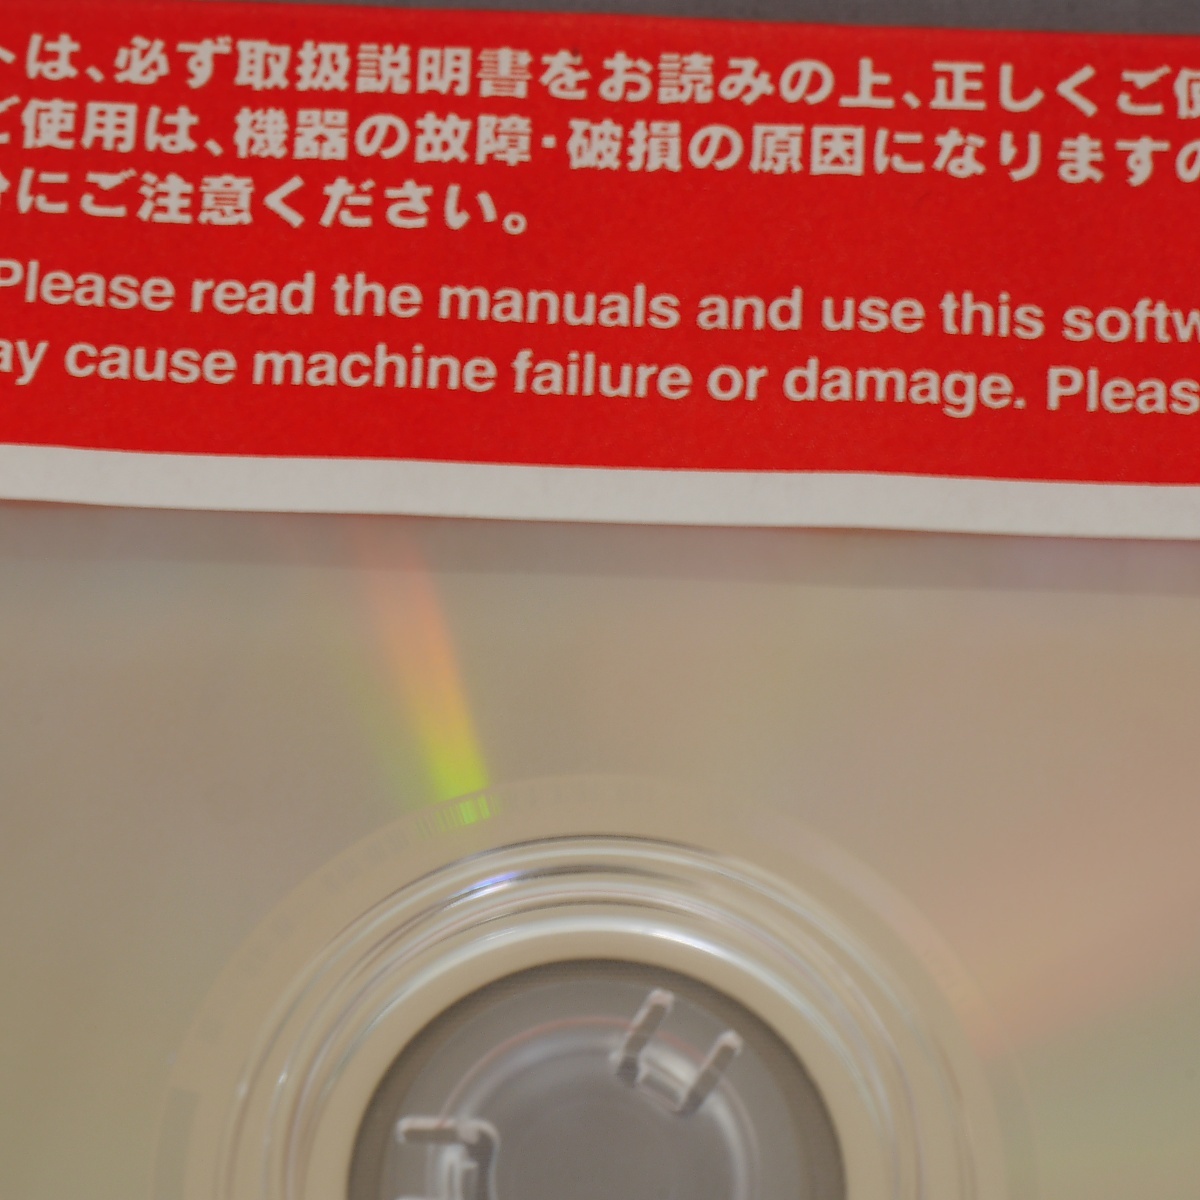 は、必ず取扱説明書をお読みの上、正しくご
ご使用は、機器の故障・破損の原因になりますの
にご注意ください。
Please read the manuals and use this softw
ay cause machine failure or damage. Pleas